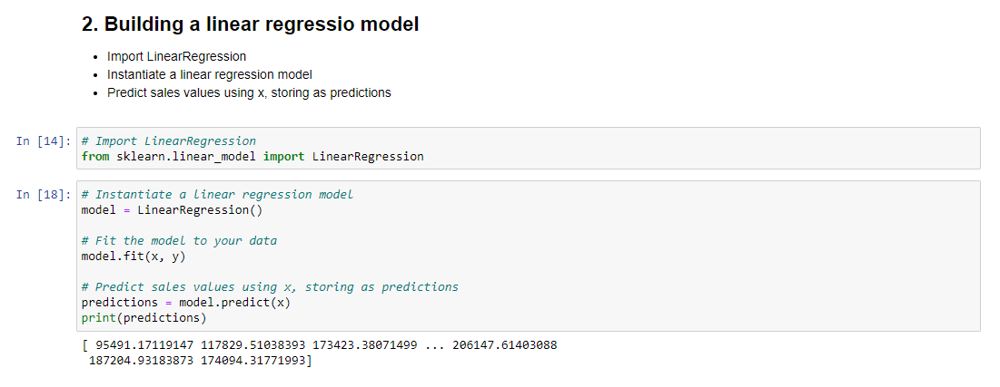 2. Building a linear regressio model
• Import LinearRegression
• Instantiate a linear regression model
• Predict sales values using x, storing as predictions
In [14]:
# Import LinearRegression
from sklearn.linear_model import LinearRegression
In [18]:
# Instantiate a linear regression model
model = LinearRegression()
# Fit the model to your data
model.fit(x, y)
# Predict sales values using x, storing as predictions
predictions = model.predict(x)
print(predictions)
[ 95491.17119147 117829.51038393 173423.38071499 ... 206147.61403088
187204.93183873 174094.31771993]